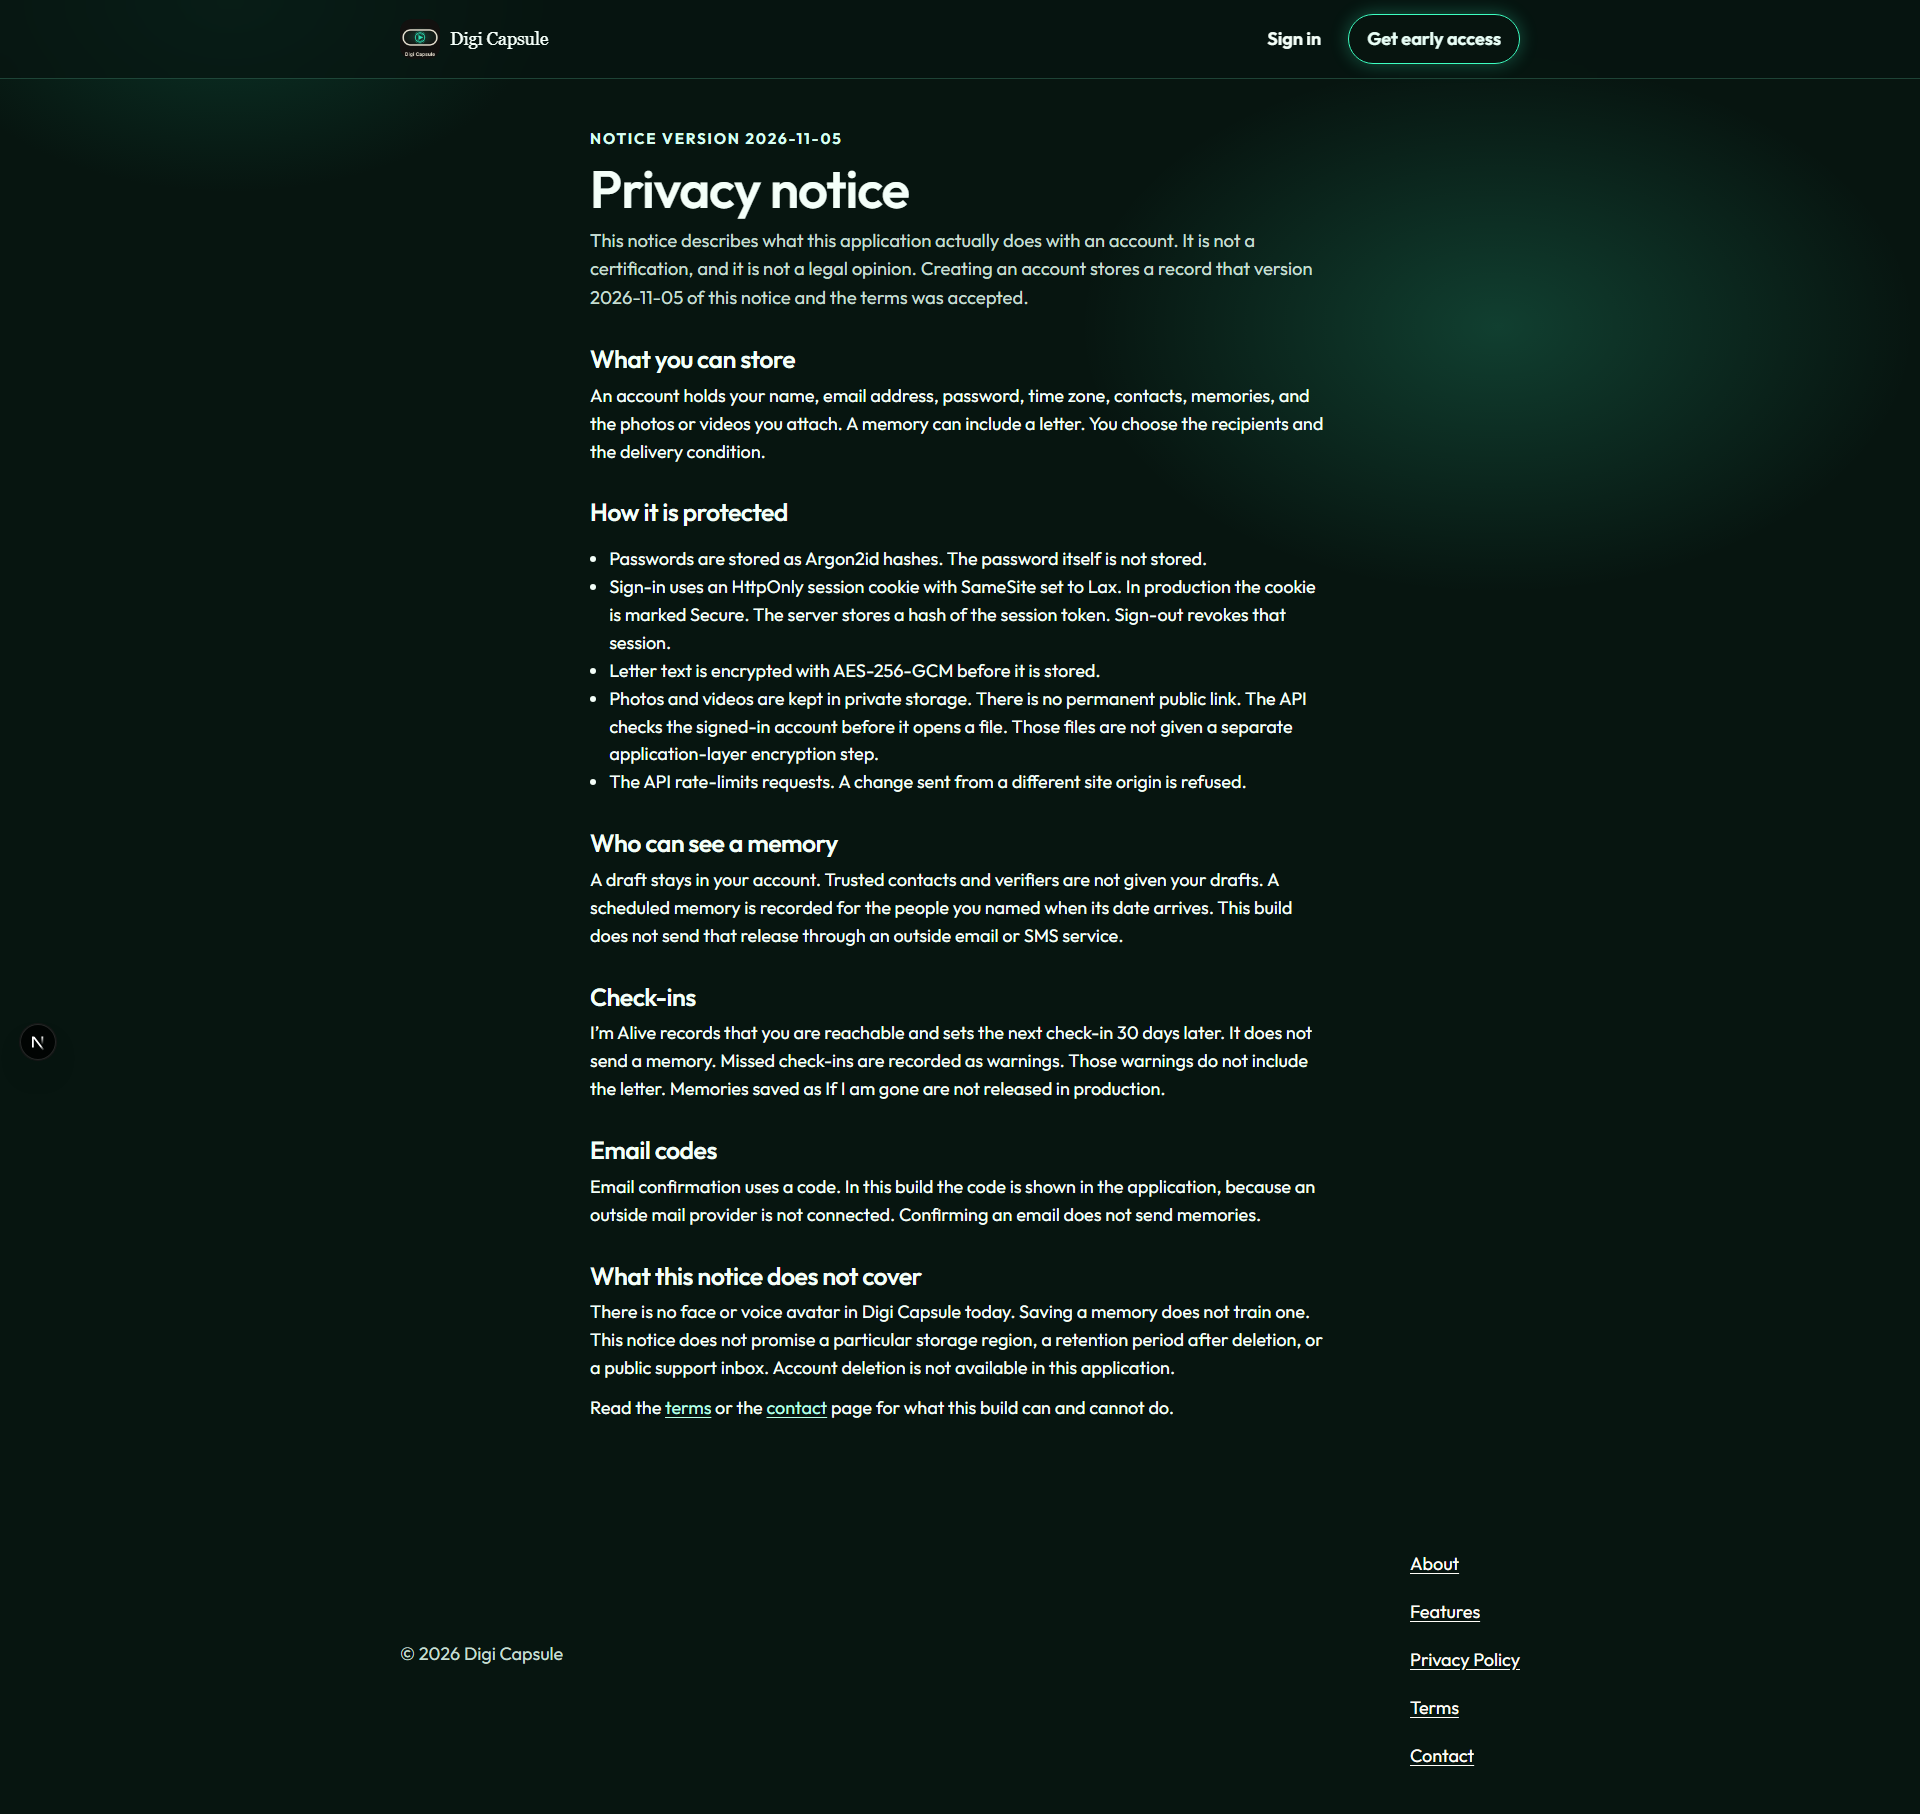 Digi Capsule
Digi Capsule
Sign in
Get early access
NOTICE VERSION 2026-11-05
Privacy notice
This notice describes what this application actually does with an account. It is not a
certification, and it is not a legal opinion. Creating an account stores a record that version
2026-11-05 of this notice and the terms was accepted.
What you can store
An account holds your name, email address, password, time zone, contacts, memories, and
the photos or videos you attach. A memory can include a letter. You choose the recipients and
the delivery condition.
How it is protected
• Passwords are stored as Argon2id hashes. The password itself is not stored.
• Sign-in uses an HttpOnly session cookie with SameSite set to Lax. In production the cookie
is marked Secure. The server stores a hash of the session token. Sign-out revokes that
session.
• Letter text is encrypted with AES-256-GCM before it is stored.
• Photos and videos are kept in private storage. There is no permanent public link. The API
checks the signed-in account before it opens a file. Those files are not given a separate
application-layer encryption step.
• The API rate-limits requests. A change sent from a different site origin is refused.
Who can see a memory
A draft stays in your account. Trusted contacts and verifiers are not given your drafts. A
scheduled memory is recorded for the people you named when its date arrives. This build
does not send that release through an outside email or SMS service.
Check-ins
I’m Alive records that you are reachable and sets the next check-in 30 days later. It does not
send a memory. Missed check-ins are recorded as warnings. Those warnings do not include
the letter. Memories saved as If I am gone are not released in production.
Email codes
Email confirmation uses a code. In this build the code is shown in the application, because an
outside mail provider is not connected. Confirming an email does not send memories.
What this notice does not cover
There is no face or voice avatar in Digi Capsule today. Saving a memory does not train one.
This notice does not promise a particular storage region, a retention period after deletion, or
a public support inbox. Account deletion is not available in this application.
Read the terms or the contact page for what this build can and cannot do.
© 2026 Digi Capsule
About
Features
Privacy Policy
Terms
Contact
N